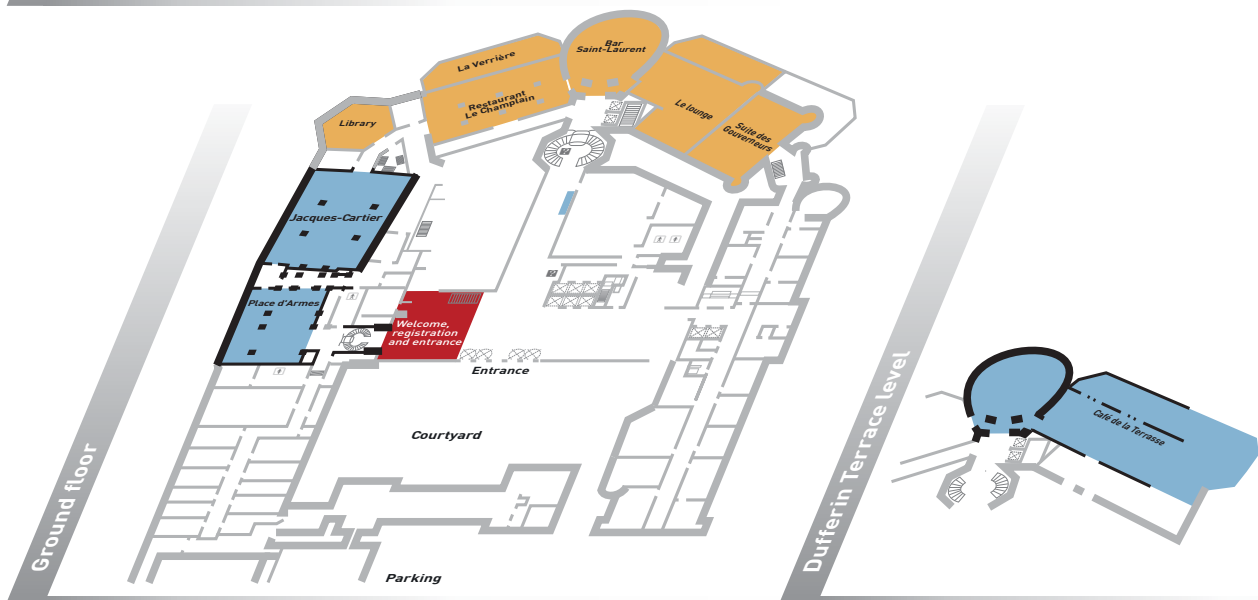 Bar
Saint-Laurent
La Verrière
Restaurant
Le Champlain
Library
Le lounge
Suite des
Gouverneurs
Jacques-Cartier
Place d'Armes
Welcome,
registration
and entrance
Entrance
Courtyard
Parking
Ground floor
Dufferin Terrace level
Café de la Terrasse